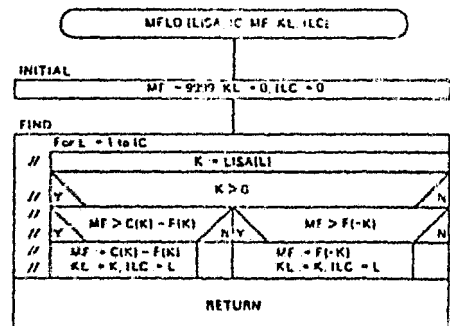 MFLO [LISA, IC, MF, KL, ILC]
INITIAL
MF = 9999, KL = 0, ILC = 0
FIND
For L = 1 to IC
// K := LISA[L]
K > 0
// Y N
// MF > C(K) - F(K) MF > F(-K)
// Y N Y N
// MF := C(K) - F(K) MF := F(-K)
// KL := K, ILC := L KL := K, ILC := L
RETURN